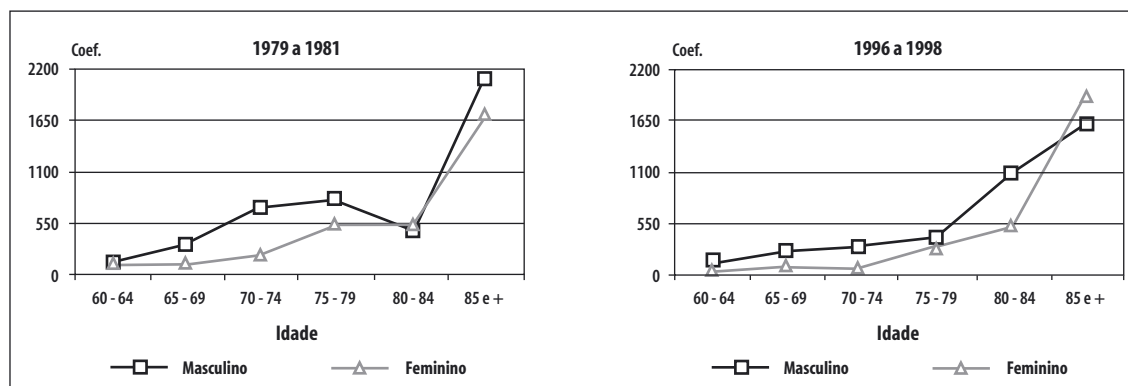 Coef.
1979 a 1981
2200
1650
1100
550
0
60 - 64 65 - 69 70 - 74 75 - 79 80 - 84 85 e +
Idade
Masculino Feminino
Coef.
1996 a 1998
2200
1650
1100
550
0
60 - 64 65 - 69 70 - 74 75 - 79 80 - 84 85 e +
Idade
Masculino Feminino